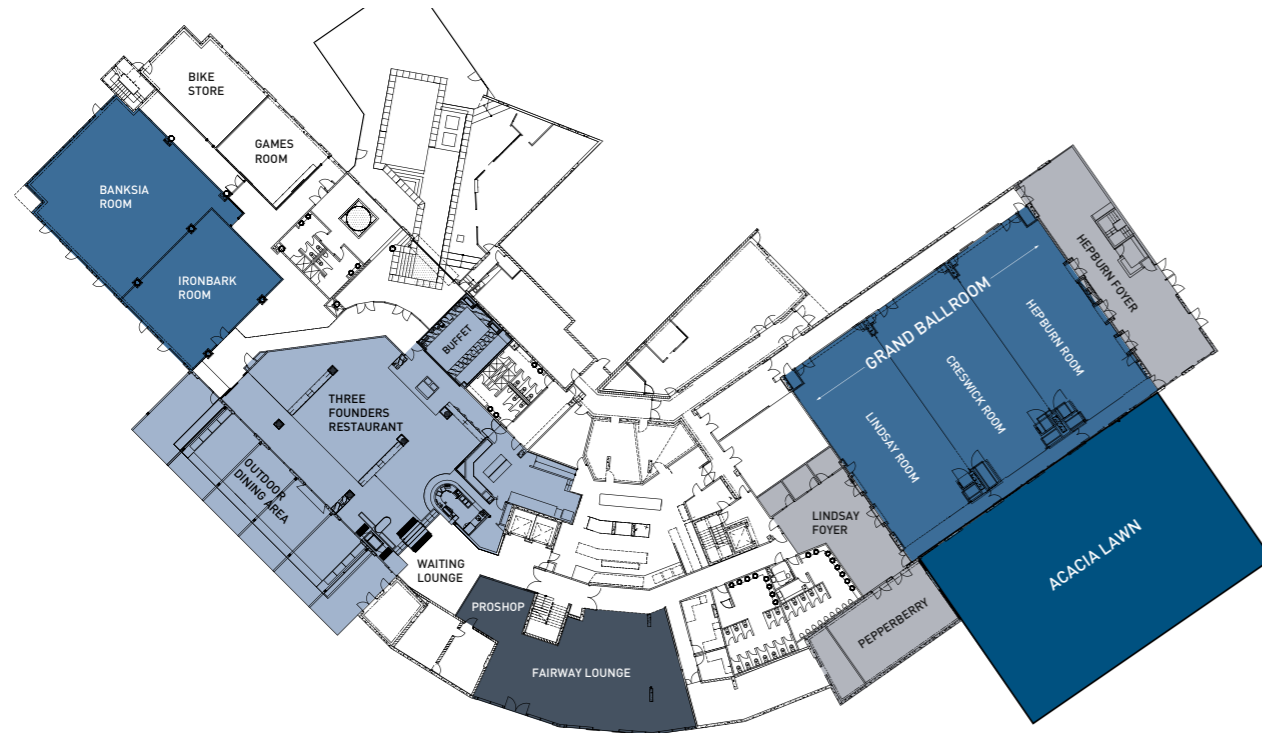 BIKE
STORE
GAMES
ROOM
BANKSIA
ROOM
IRONBARK
ROOM
BUFFET
THREE
FOUNDERS
RESTAURANT
OUTDOOR
DINING AREA
WAITING
LOUNGE
PROSHOP
FAIRWAY LOUNGE
HEPBURN FOYER
GRAND BALLROOM
HEPBURN ROOM
CRESWICK ROOM
LINDSAY ROOM
LINDSAY
FOYER
PEPPERBERRY
ACACIA LAWN